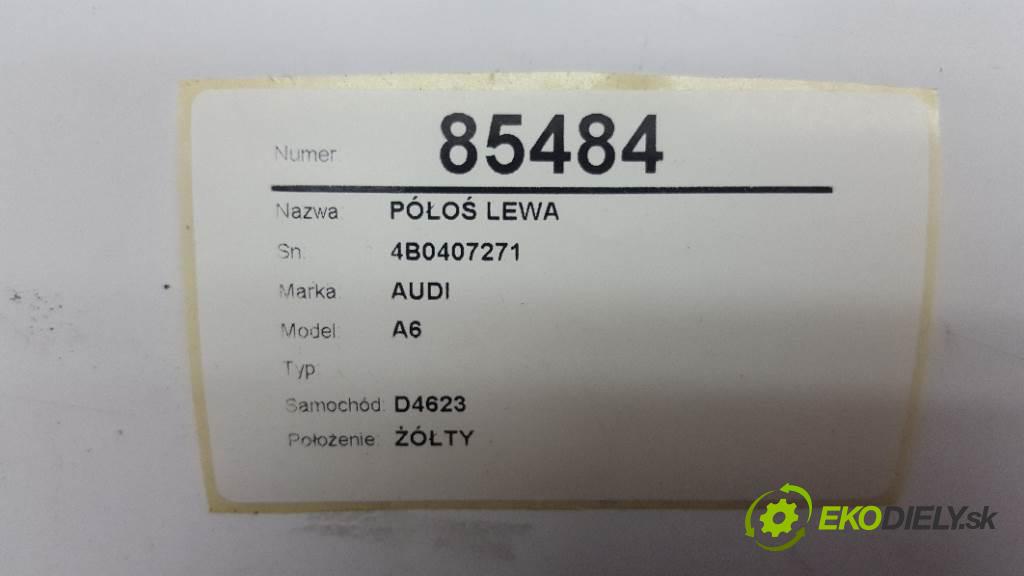 Numer: 85484
Nazwa: PÓŁOŚ LEWA
Sn: 4B0407271
Marka: AUDI
Model: A6
Typ:
Samochód: D4623
Położenie: ŻÓŁTY
EKODIELY.sk